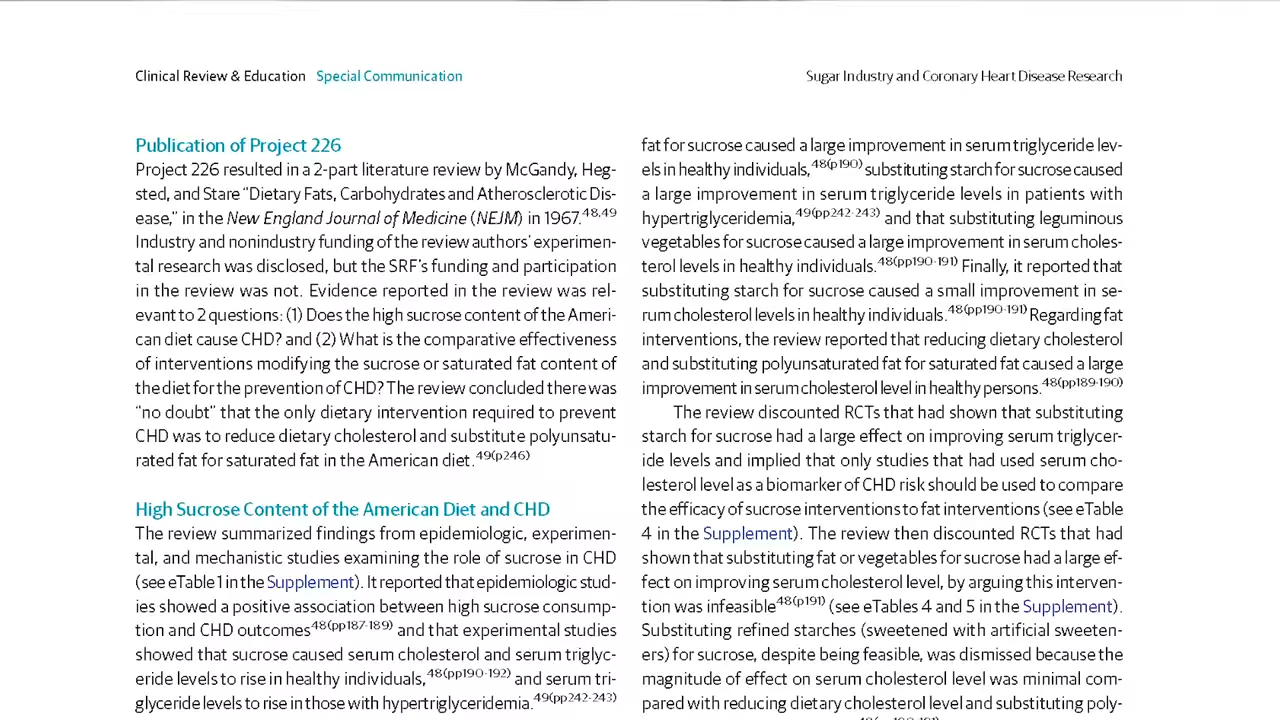 Clinical Review & Education Special Communication
Sugar Industry and Coronary Heart Disease Research
Publication of Project 226
Project 226 resulted in a 2-part literature review by McGandy, Heg-
sted, and Stare "Dietary Fats, Carbohydrates and Atherosclerotic Dis-
ease," in the New England Journal of Medicine (NEJM) in 1967.48,49
Industry and nonindustry funding of the review authors' experimen-
tal research was disclosed, but the SRF's funding and participation
in the review was not. Evidence reported in the review was rel-
evant to 2 questions: (1) Does the high sucrose content of the Ameri-
can diet cause CHD? and (2) What is the comparative effectiveness
of interventions modifying the sucrose or saturated fat content of
the diet for the prevention of CHD? The review concluded there was
"no doubt" that the only dietary intervention required to prevent
CHD was to reduce dietary cholesterol and substitute polyunsatu-
rated fat for saturated fat in the American diet.49(p246)
High Sucrose Content of the American Diet and CHD
The review summarized findings from epidemiologic, experimen-
tal, and mechanistic studies examining the role of sucrose in CHD
(see eTable 1 in the Supplement). It reported that epidemiologic stud-
ies showed a positive association between high sucrose consump-
tion and CHD outcomes48(pp187-189) and that experimental studies
showed that sucrose caused serum cholesterol and serum triglyc-
eride levels to rise in healthy individuals,48(pp190-192) and serum tri-
glyceride levels to rise in those with hypertriglyceridemia.49(pp242-243)
fat for sucrose caused a large improvement in serum triglyceride lev-
els in healthy individuals,48(p190) substituting starch for sucrose caused
a large improvement in serum triglyceride levels in patients with
hypertriglyceridemia,49(pp242-243) and that substituting leguminous
vegetables for sucrose caused a large improvement in serum choles-
terol levels in healthy individuals.48(pp190-191) Finally, it reported that
substituting starch for sucrose caused a small improvement in se-
rum cholesterol levels in healthy individuals.48(pp190-191) Regarding fat
interventions, the review reported that reducing dietary cholesterol
and substituting polyunsaturated fat for saturated fat caused a large
improvement in serum cholesterol level in healthy persons.48(pp189-190)
The review discounted RCTs that had shown that substituting
starch for sucrose had a large effect on improving serum triglycer-
ide levels and implied that only studies that had used serum cho-
lesterol level as a biomarker of CHD risk should be used to compare
the efficacy of sucrose interventions to fat interventions (see eTable
4 in the Supplement). The review then discounted RCTs that had
shown that substituting fat or vegetables for sucrose had a large ef-
fect on improving serum cholesterol level, by arguing this interven-
tion was infeasible48(p191) (see eTables 4 and 5 in the Supplement).
Substituting refined starches (sweetened with artificial sweeten-
ers) for sucrose, despite being feasible, was dismissed because the
magnitude of effect on serum cholesterol level was minimal com-
pared with reducing dietary cholesterol level and substituting poly-